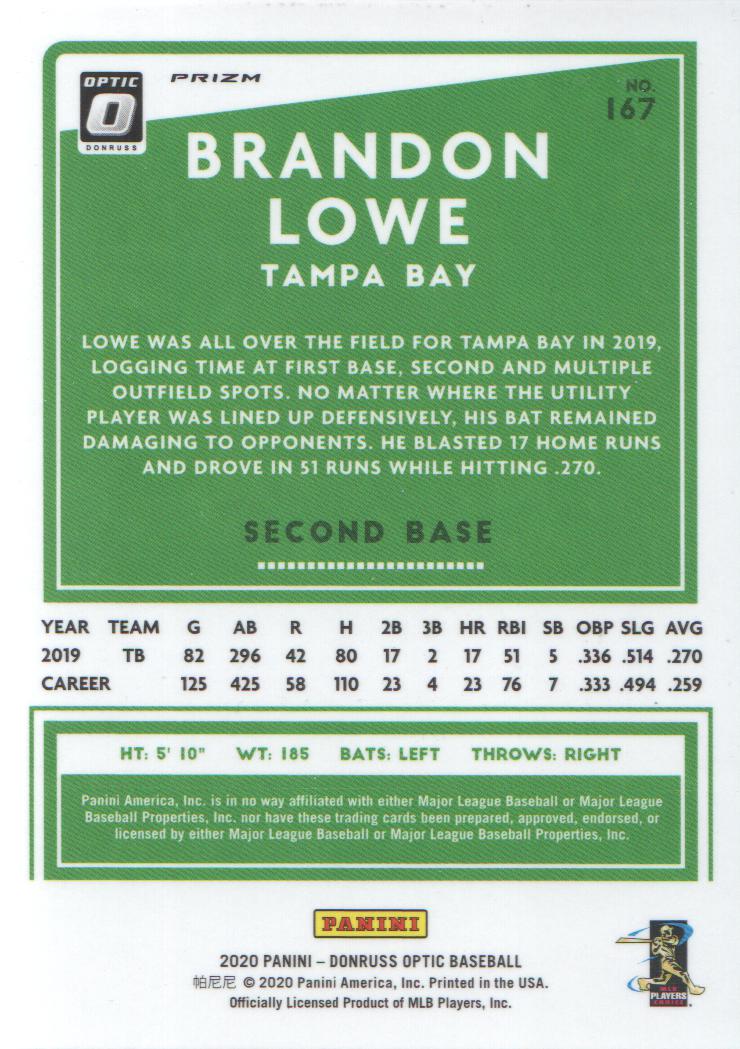 OPTIC
O
DONRUSS
PRIZM
NO.
167
BRANDON
LOWE
TAMPA BAY
LOWE WAS ALL OVER THE FIELD FOR TAMPA BAY IN 2019,
LOGGING TIME AT FIRST BASE, SECOND AND MULTIPLE
OUTFIELD SPOTS. NO MATTER WHERE THE UTILITY
PLAYER WAS LINED UP DEFENSIVELY, HIS BAT REMAINED
DAMAGING TO OPPONENTS. HE BLASTED 17 HOME RUNS
AND DROVE IN 51 RUNS WHILE HITTING .270.
SECOND BASE
YEAR TEAM G AB R H 2B 3B HR RBI SB OBP SLG AVG
2019 TB 82 296 42 80 17 2 17 51 5 .336 .514 .270
CAREER 125 425 58 110 23 4 23 76 7 .333 .494 .259
HT: 5' 10" WT: 185 BATS: LEFT THROWS: RIGHT
Panini America, Inc. is in no way affiliated with either Major League Baseball or Major League
Baseball Properties, Inc. nor have these trading cards been prepared, approved, endorsed, or
licensed by either Major League Baseball or Major League Baseball Properties, Inc.
PANINI
2020 PANINI – DONRUSS OPTIC BASEBALL
帕尼尼 © 2020 Panini America, Inc. Printed in the USA.
Officially Licensed Product of MLB Players, Inc.
MLB
PLAYERS
CHOICE